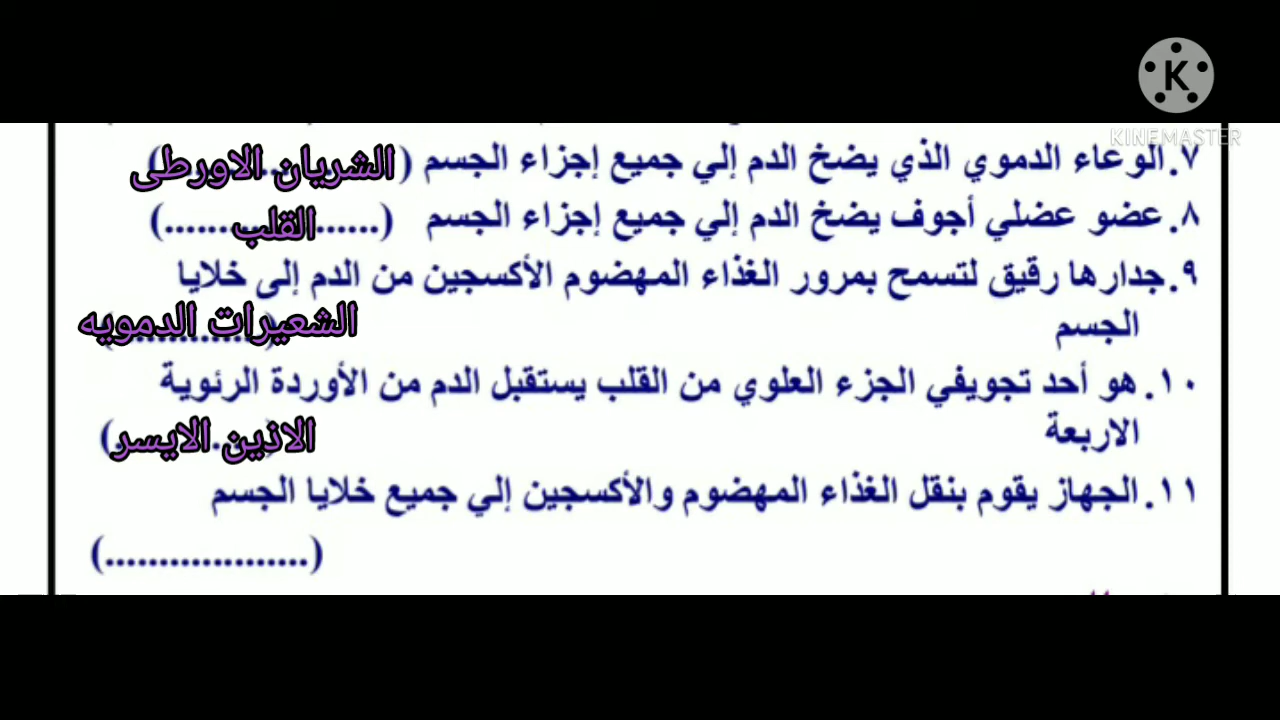 K
KINEMASTER
٧.الوعاء الدموي الذي يضخ الدم إلي جميع إجزاء الجسم (الشريان الاورطى)
٨.عضو عضلي أجوف يضخ الدم إلي جميع إجزاء الجسم (......القلب......)
٩.جدارها رقيق لتسمح بمرور الغذاء المهضوم الأكسجين من الدم إلى خلايا
الجسم (الشعيرات الدمويه)
١٠.هو أحد تجويفي الجزء العلوي من القلب يستقبل الدم من الأوردة الرئوية
الاربعة (الاذين الايسر)
١١.الجهاز يقوم بنقل الغذاء المهضوم والأكسجين إلي جميع خلايا الجسم
(...................)